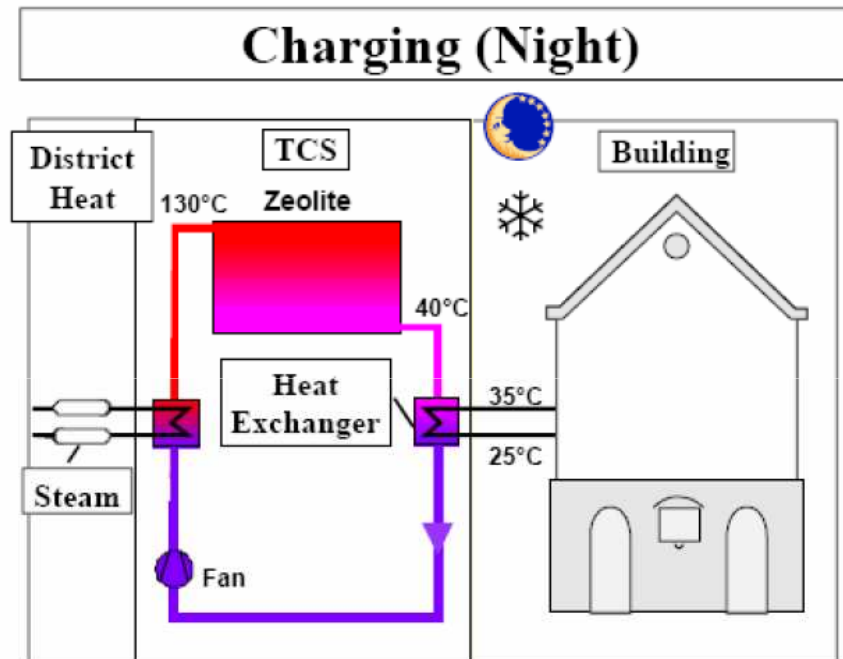 Charging (Night)
District
Heat
TCS
Building
130°C
Zeolite
40°C
Heat
Exchanger
35°C
25°C
Steam
Fan